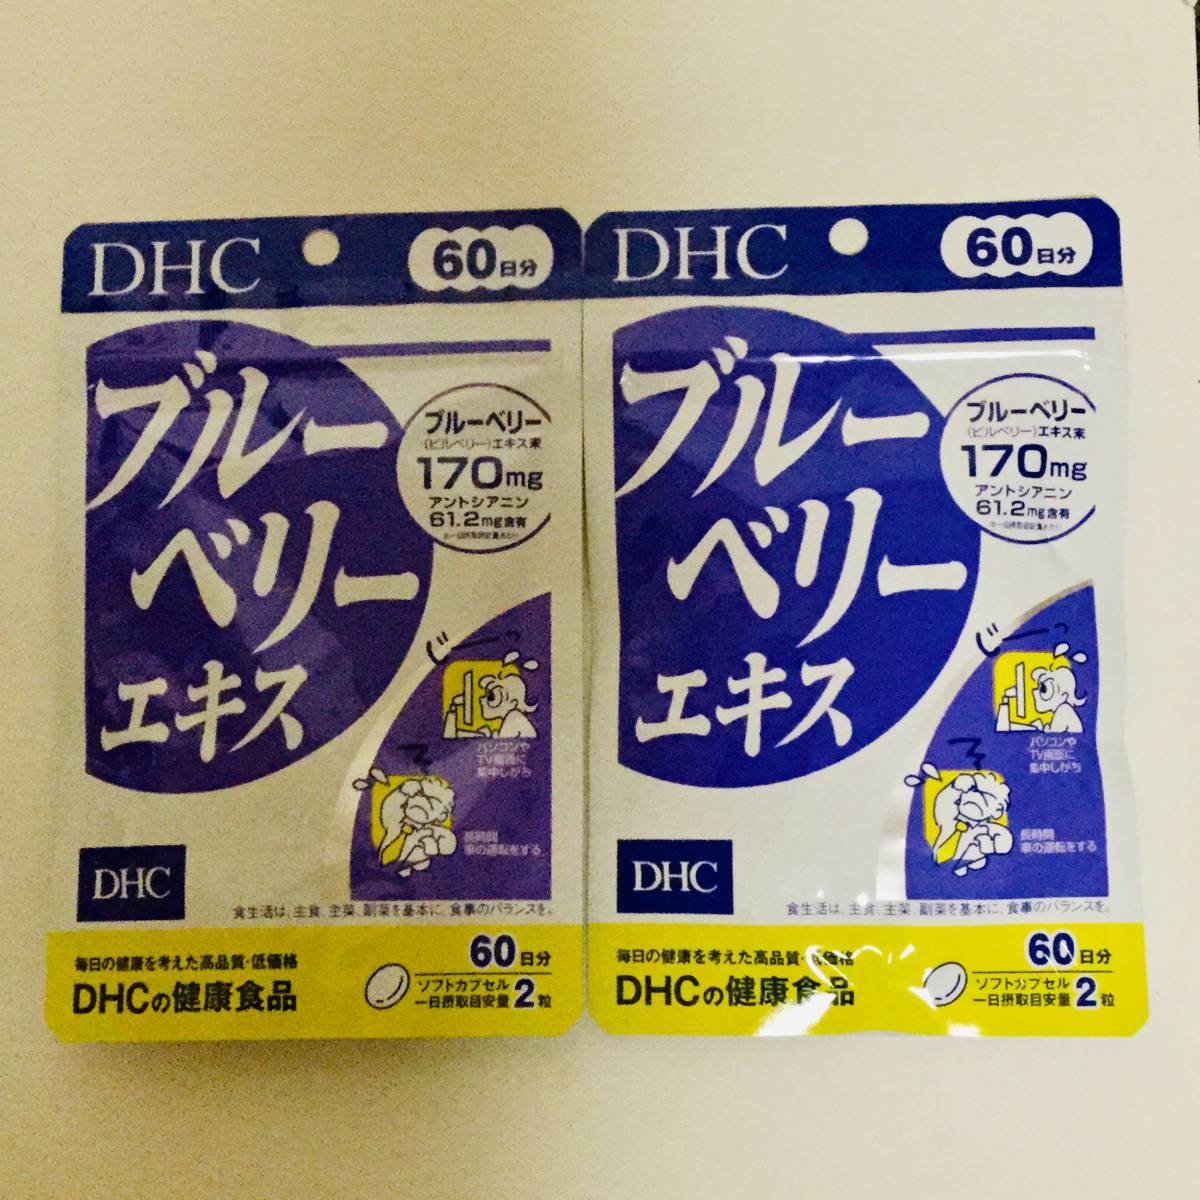 DHC
60日分
ブルー
ベリー
エキス
ブルーベリー
(ビルベリー)エキス末
170mg
アントシアニン
61.2mg含有
じーっ
パソコンや
TV画面に
集中しがち
長時間
車の運転をする
DHC
食生活は、主食、主菜、副菜を基本に、食事のバランスを。
毎日の健康を考えた高品質・低価格
DHCの健康食品
60日分
ソフトカプセル
一日摂取目安量 2粒
DHC
60日分
ブルー
ベリー
エキス
ブルーベリー
(ビルベリー)エキス末
170mg
アントシアニン
61.2mg含有
じーっ
パソコンや
TV画面に
集中しがち
長時間
車の運転をする
DHC
食生活は、主食、主菜、副菜を基本に、食事のバランスを。
毎日の健康を考えた高品質・低価格
DHCの健康食品
60日分
ソフトカプセル
一日摂取目安量 2粒